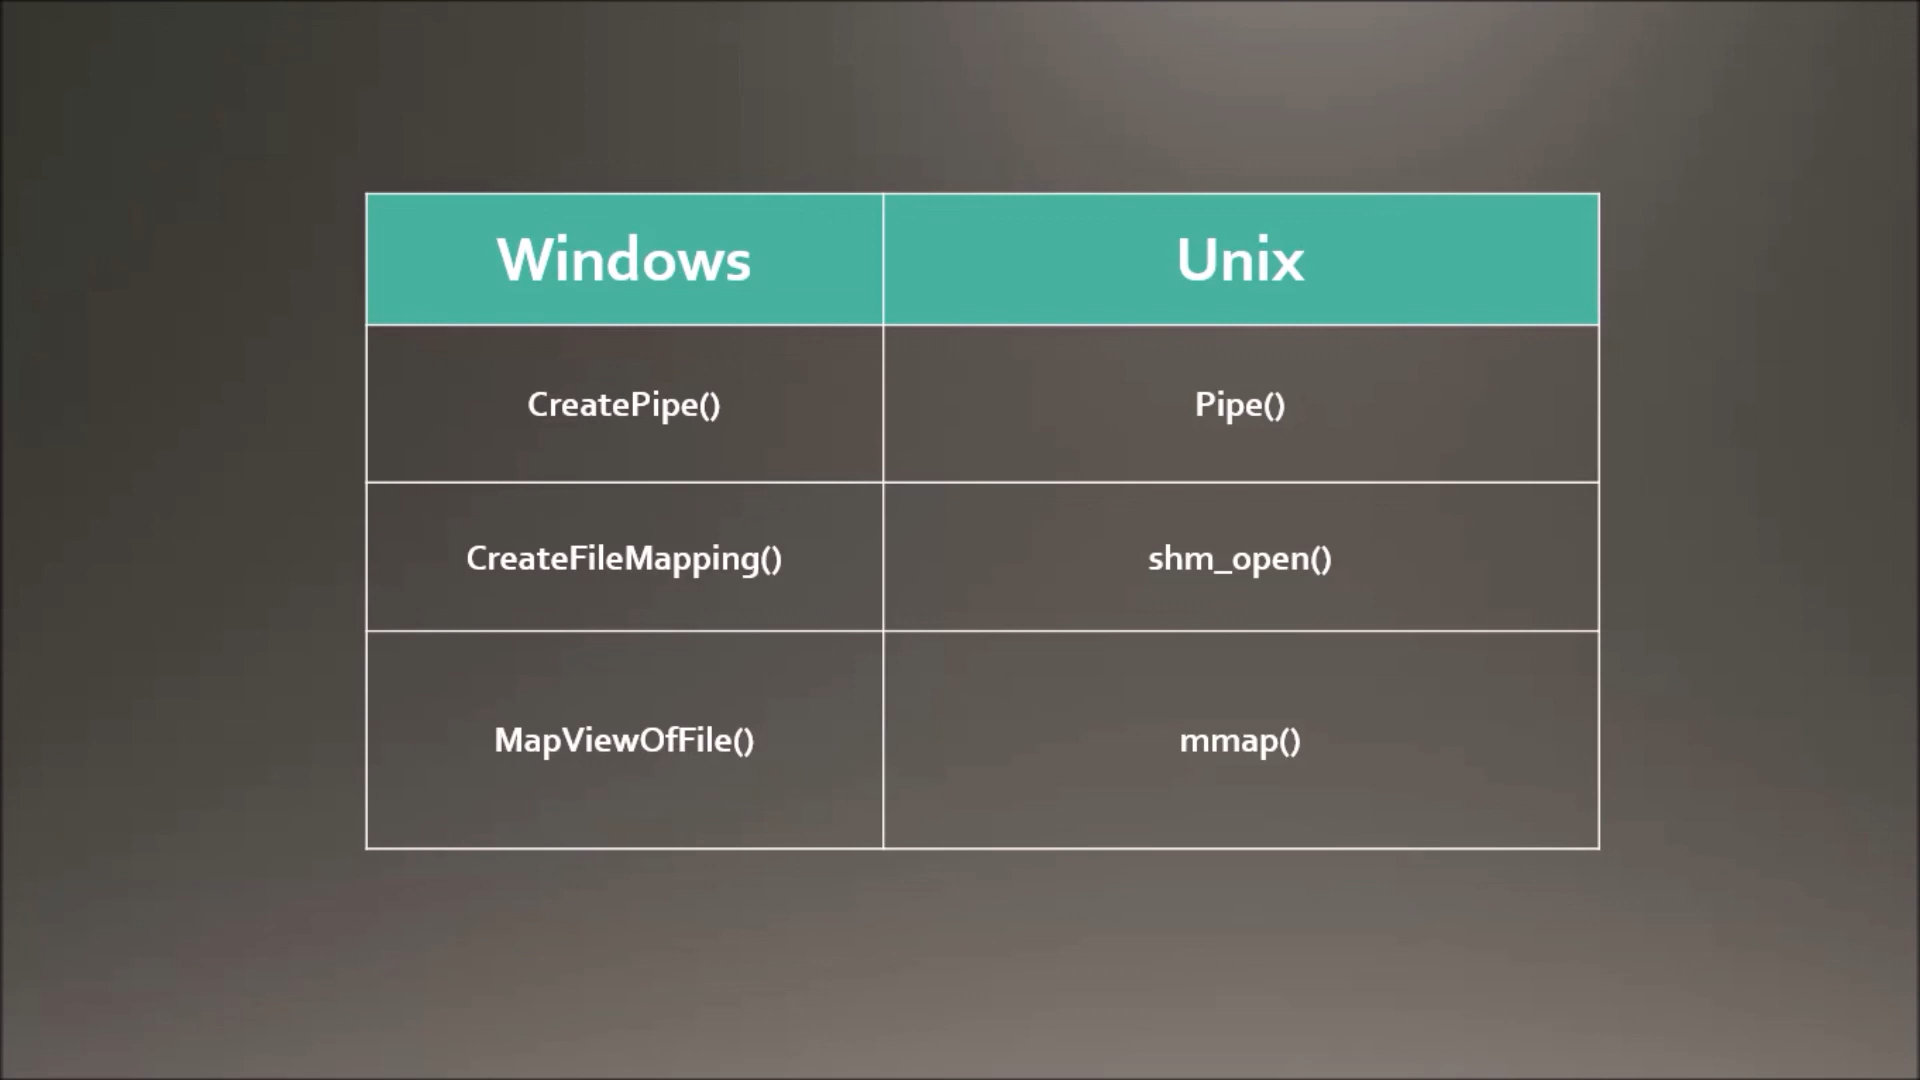 Windows Unix
CreatePipe() Pipe()
CreateFileMapping() shm_open()
MapViewOfFile() mmap()